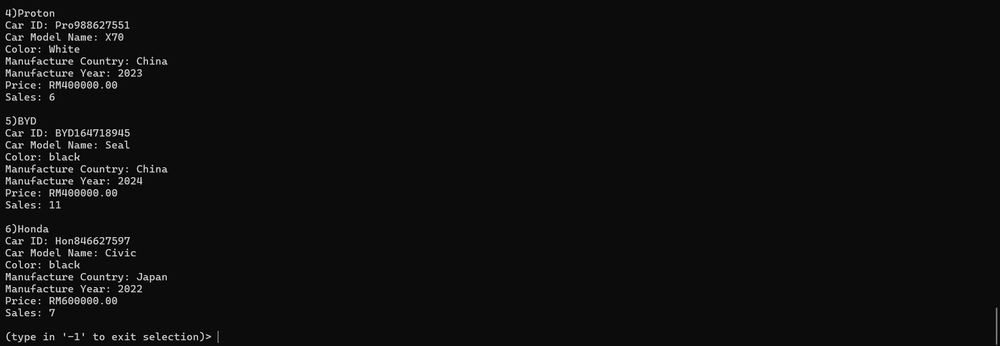 4)Proton
Car ID: Pro988627551
Car Model Name: X70
Color: White
Manufacture Country: China
Manufacture Year: 2023
Price: RM400000.00
Sales: 6
5)BYD
Car ID: BYD164718945
Car Model Name: Seal
Color: black
Manufacture Country: China
Manufacture Year: 2024
Price: RM400000.00
Sales: 11
6)Honda
Car ID: Hon846627597
Car Model Name: Civic
Color: black
Manufacture Country: Japan
Manufacture Year: 2022
Price: RM600000.00
Sales: 7
(type in '-1' to exit selection)>